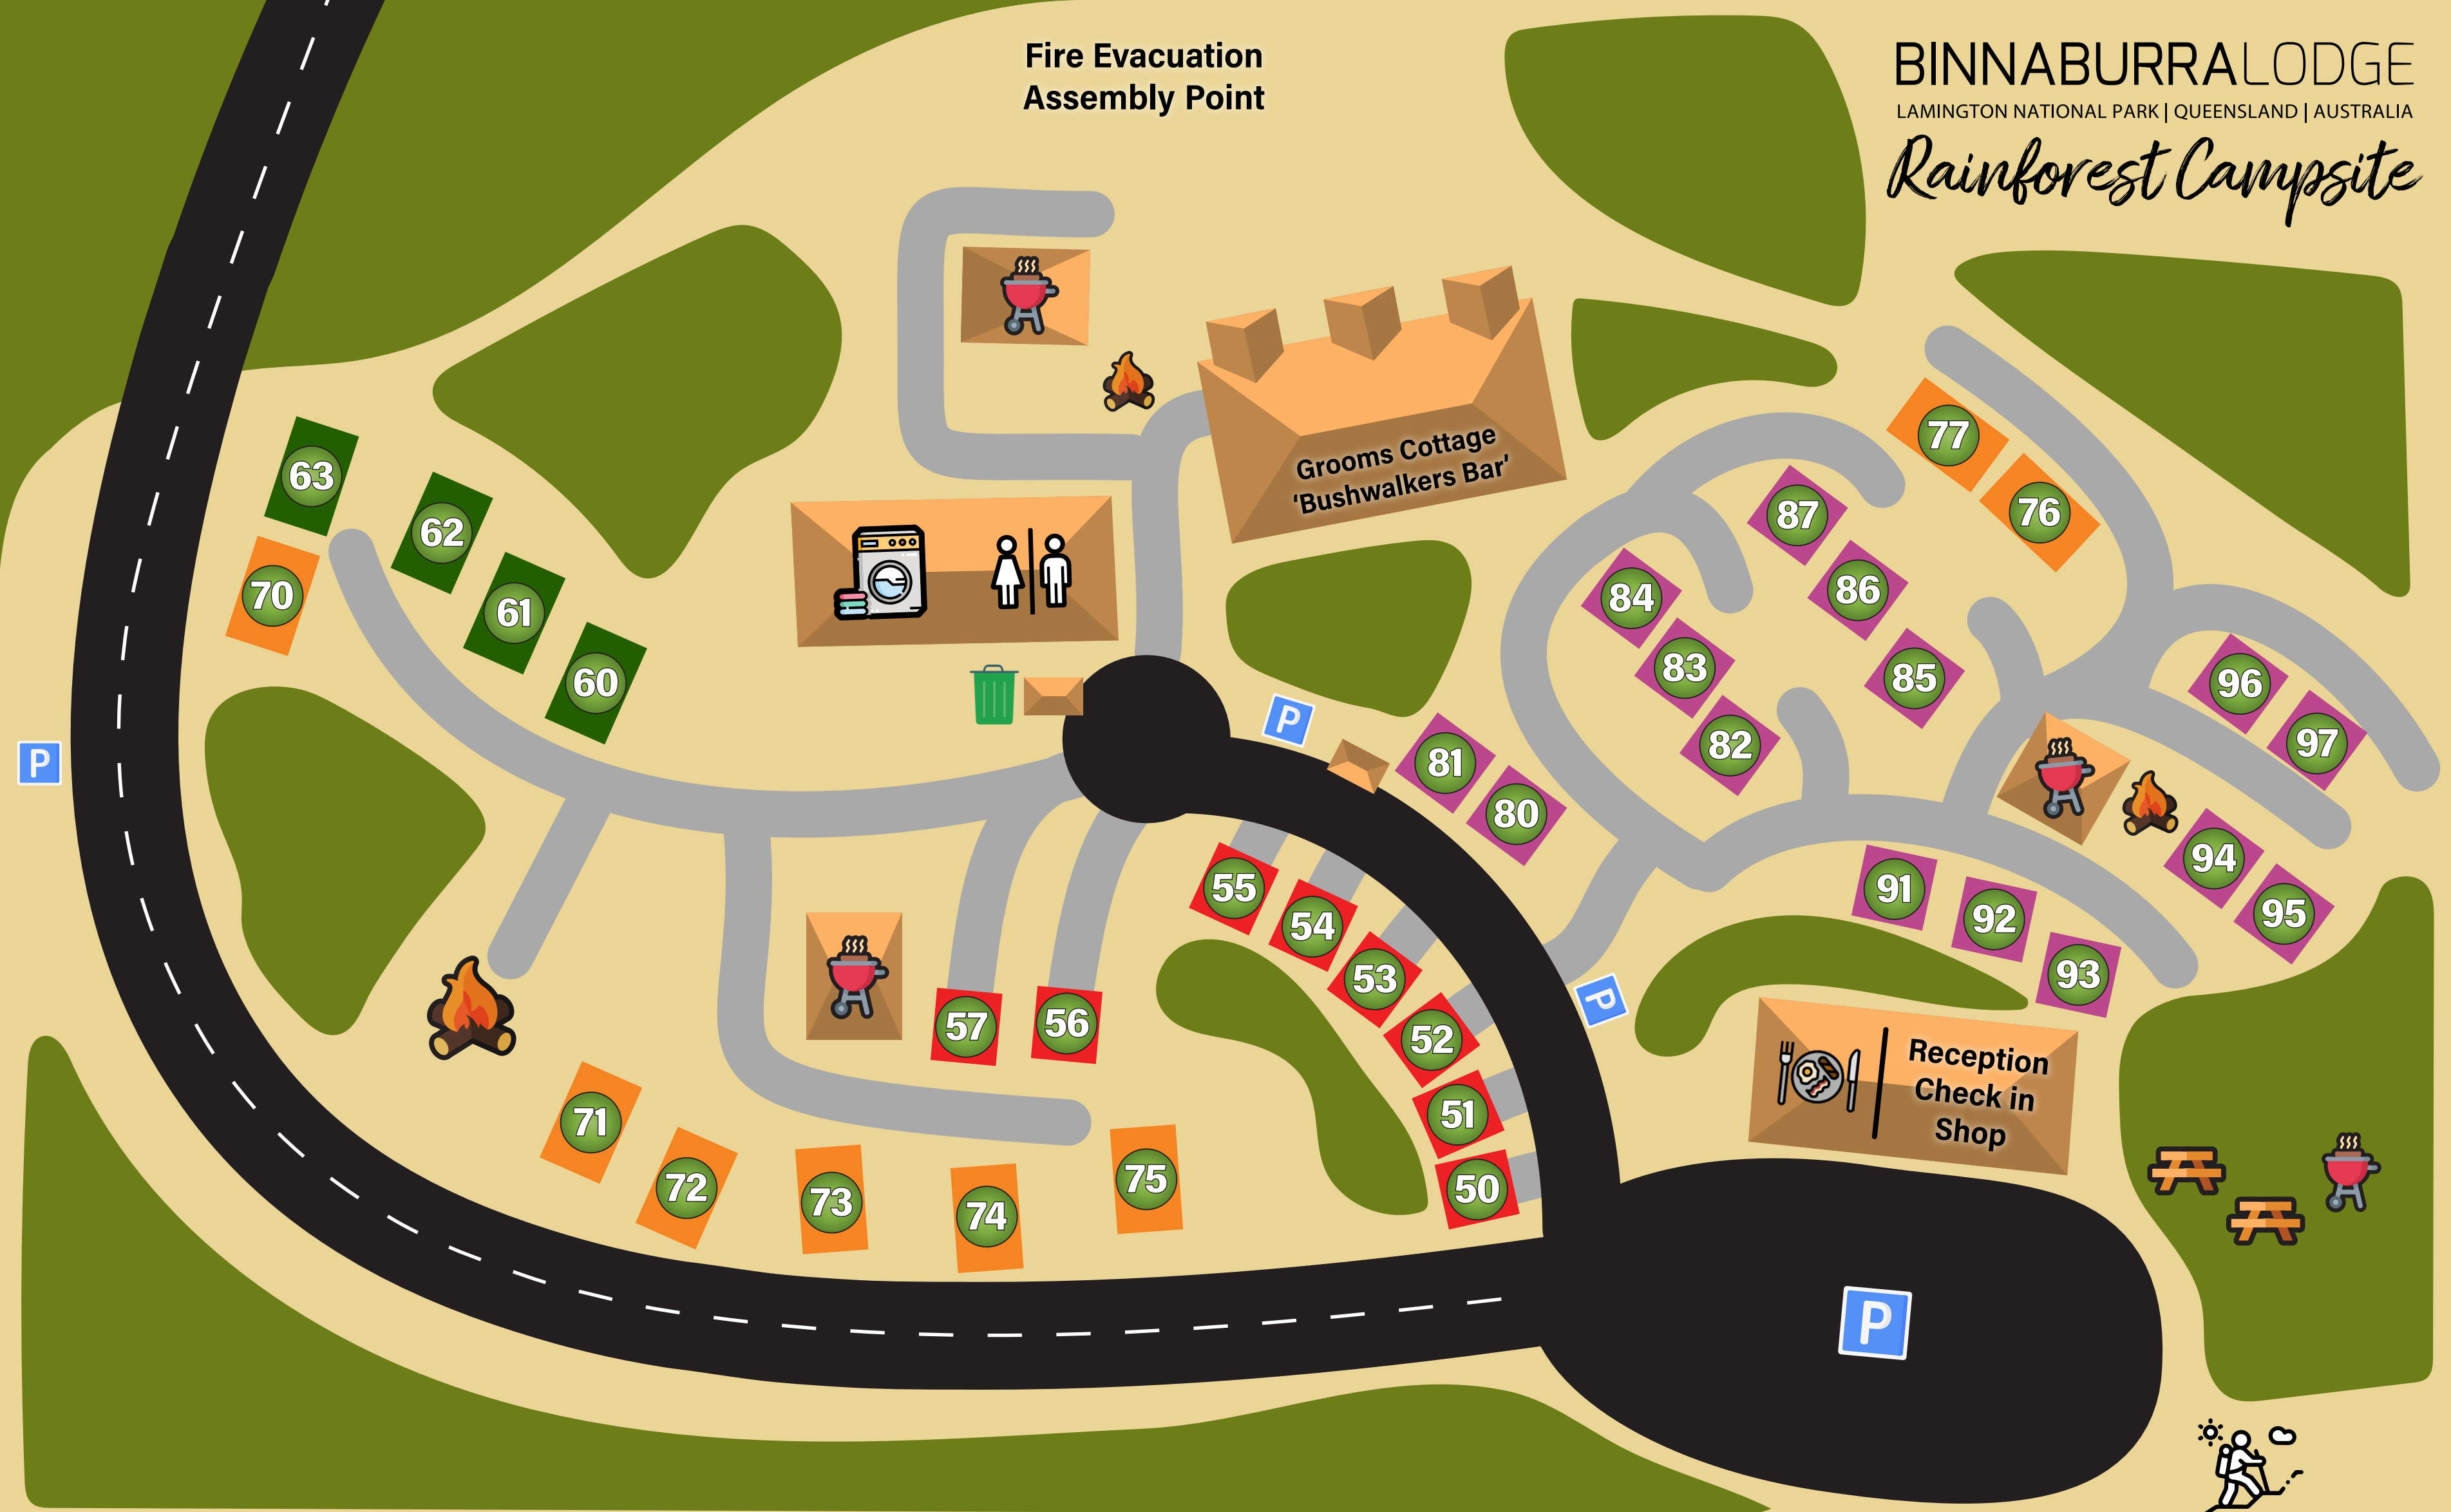 Fire Evacuation
Assembly Point
BINNABURRALODGE
LAMINGTON NATIONAL PARK | QUEENSLAND | AUSTRALIA
Rainforest Campsite
Grooms Cottage
'Bushwalkers Bar'
63
62
61
60
70
77
76
87
86
85
84
83
82
81
80
96
97
P
P
55
54
53
52
51
50
57
56
91
92
93
94
95
P
71
72
73
74
75
Reception
Check in
Shop
P